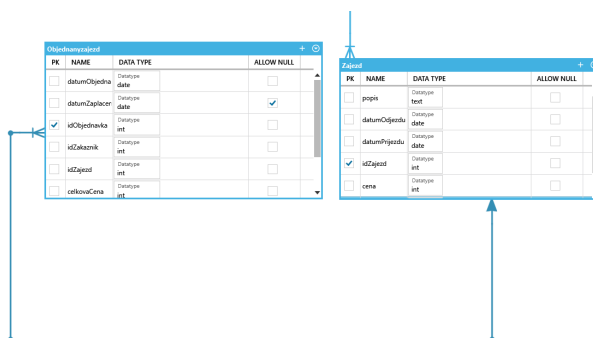 Objednanyzajezd
PK NAME DATA TYPE ALLOW NULL
datumObjedna Datatype date
datumZaplacen Datatype date
idObjednavka Datatype int
idZakaznik Datatype int
idZajezd Datatype int
celkovaCena Datatype int
Zajezd
PK NAME DATA TYPE ALLOW NULL
popis Datatype text
datumOdjezdu Datatype date
datumPrijezdu Datatype date
idZajezd Datatype int
cena Datatype int